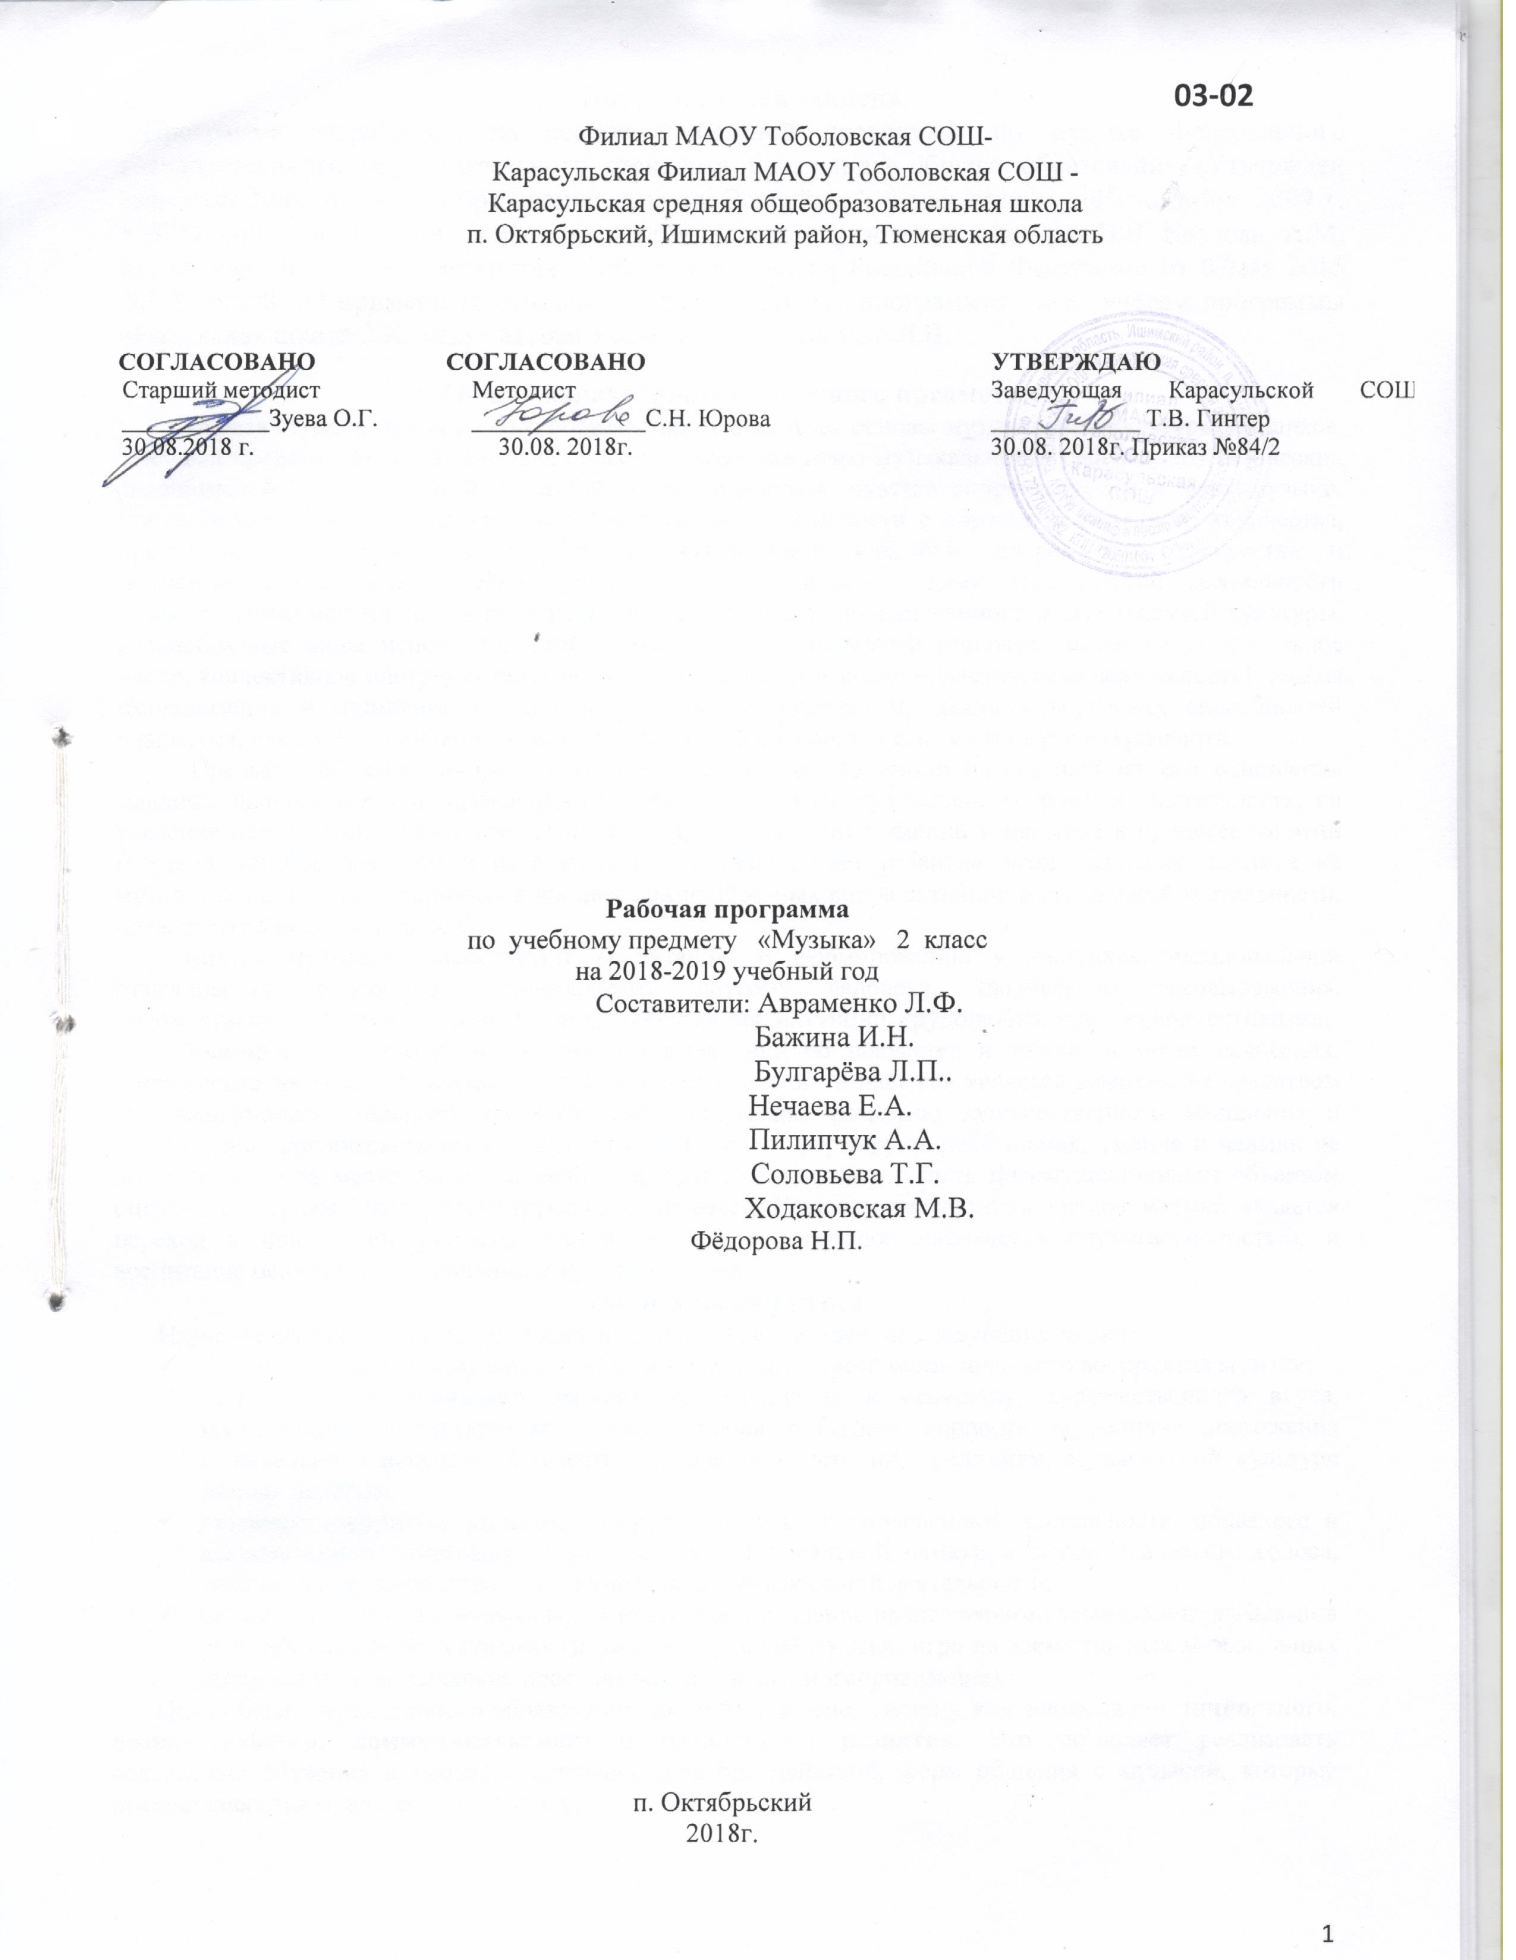 03-02
Филиал МАОУ Тоболовская СОШ-
Карасульская Филиал МАОУ Тоболовская СОШ -
Карасульская средняя общеобразовательная школа
п. Октябрьский, Ишимский район, Тюменская область
СОГЛАСОВАНО СОГЛАСОВАНО УТВЕРЖДАЮ
Старший методист Методист Заведующая Карасульской СОШ
____________Зуева О.Г. ______________С.Н. Юрова ____________Т.В. Гинтер
30.08.2018 г. 30.08. 2018г. 30.08. 2018г. Приказ №84/2
Рабочая программа
по учебному предмету «Музыка» 2 класс
на 2018-2019 учебный год
Составители: Авраменко Л.Ф.
Бажина И.Н.
Булгарёва Л.П..
Нечаева Е.А.
Пилипчук А.А.
Соловьева Т.Г.
Ходаковская М.В.
Фёдорова Н.П.
п. Октябрьский
2018г.
1